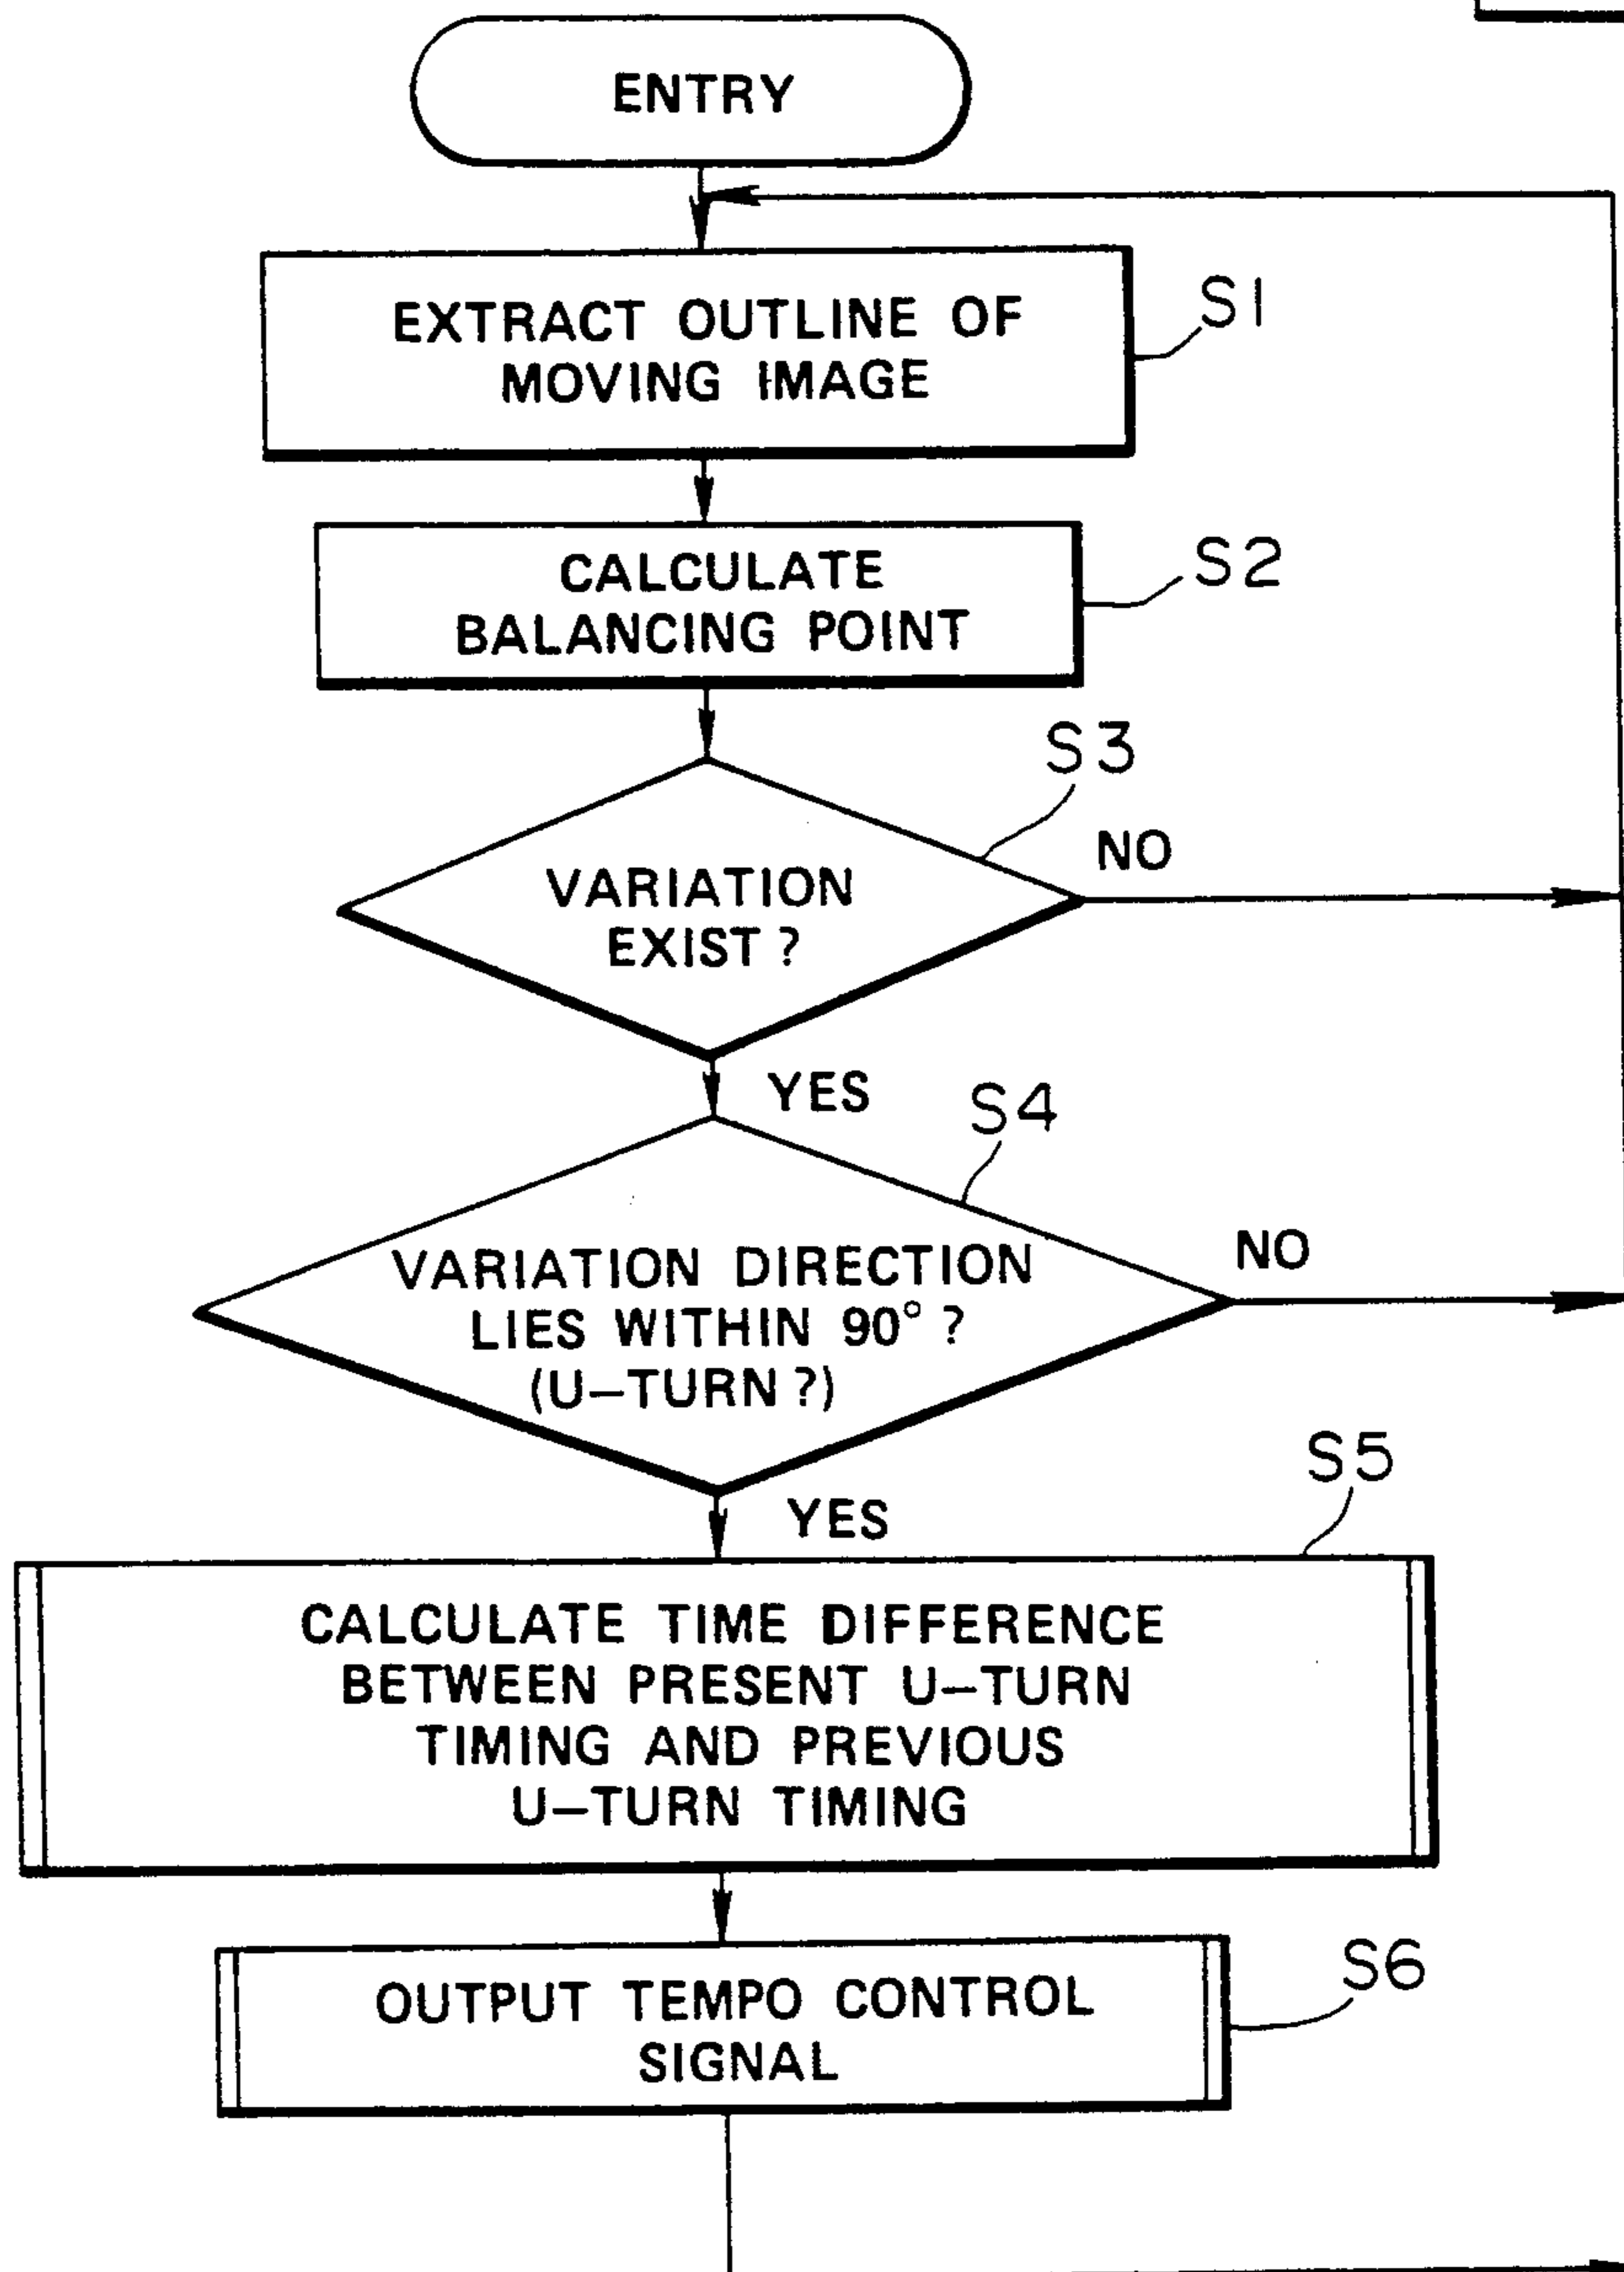 ENTRY
EXTRACT OUTLINE OF
MOVING IMAGE
S1
CALCULATE
BALANCING POINT
S2
S3
VARIATION
EXIST?
NO
YES
S4
VARIATION DIRECTION
LIES WITHIN 90°?
(U-TURN?)
NO
YES
S5
CALCULATE TIME DIFFERENCE
BETWEEN PRESENT U-TURN
TIMING AND PREVIOUS
U-TURN TIMING
OUTPUT TEMPO CONTROL
SIGNAL
S6